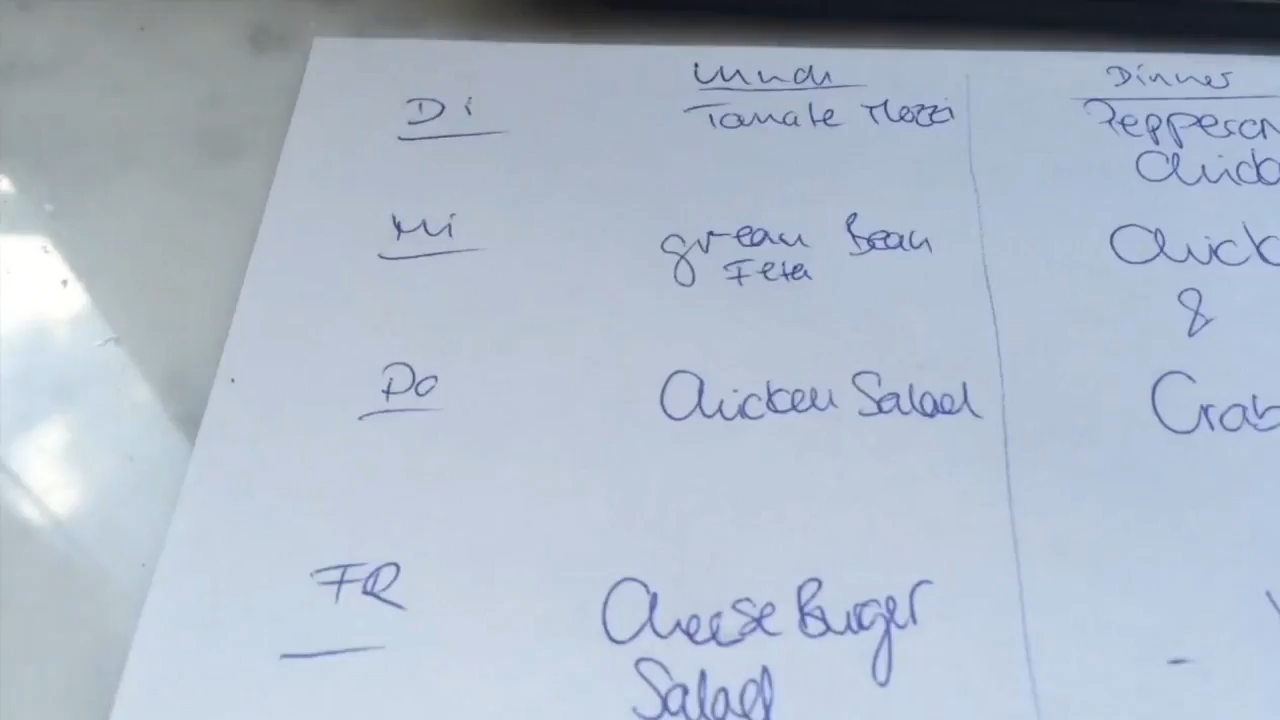 Lunch Dinner
Di Tomate Mozzi Pepperon
Chick
Mi green Bean Chick
Feta &
Do Chicken Salad Crab
FR Cheese Burger
Salad -